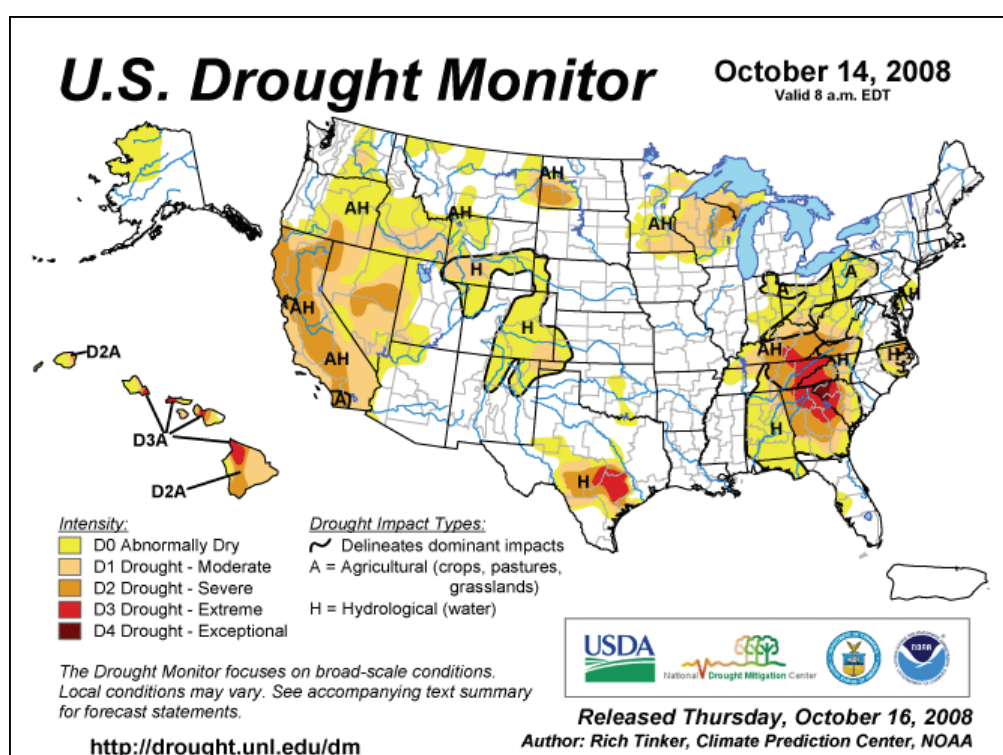 U.S. Drought Monitor
October 14, 2008
Valid 8 a.m. EDT
AH
AH
AH
H
AH
A
A
AH
H
AH
AH
H
AH
AH
A
H
H
H
D2A
D3A
D2A
Intensity:
D0 Abnormally Dry
D1 Drought - Moderate
D2 Drought - Severe
D3 Drought - Extreme
D4 Drought - Exceptional
Drought Impact Types:
Delineates dominant impacts
A = Agricultural (crops, pastures,
grasslands)
H = Hydrological (water)
The Drought Monitor focuses on broad-scale conditions.
Local conditions may vary. See accompanying text summary
for forecast statements.
http://drought.unl.edu/dm
USDA
National Drought Mitigation Center
NOAA
Released Thursday, October 16, 2008
Author: Rich Tinker, Climate Prediction Center, NOAA